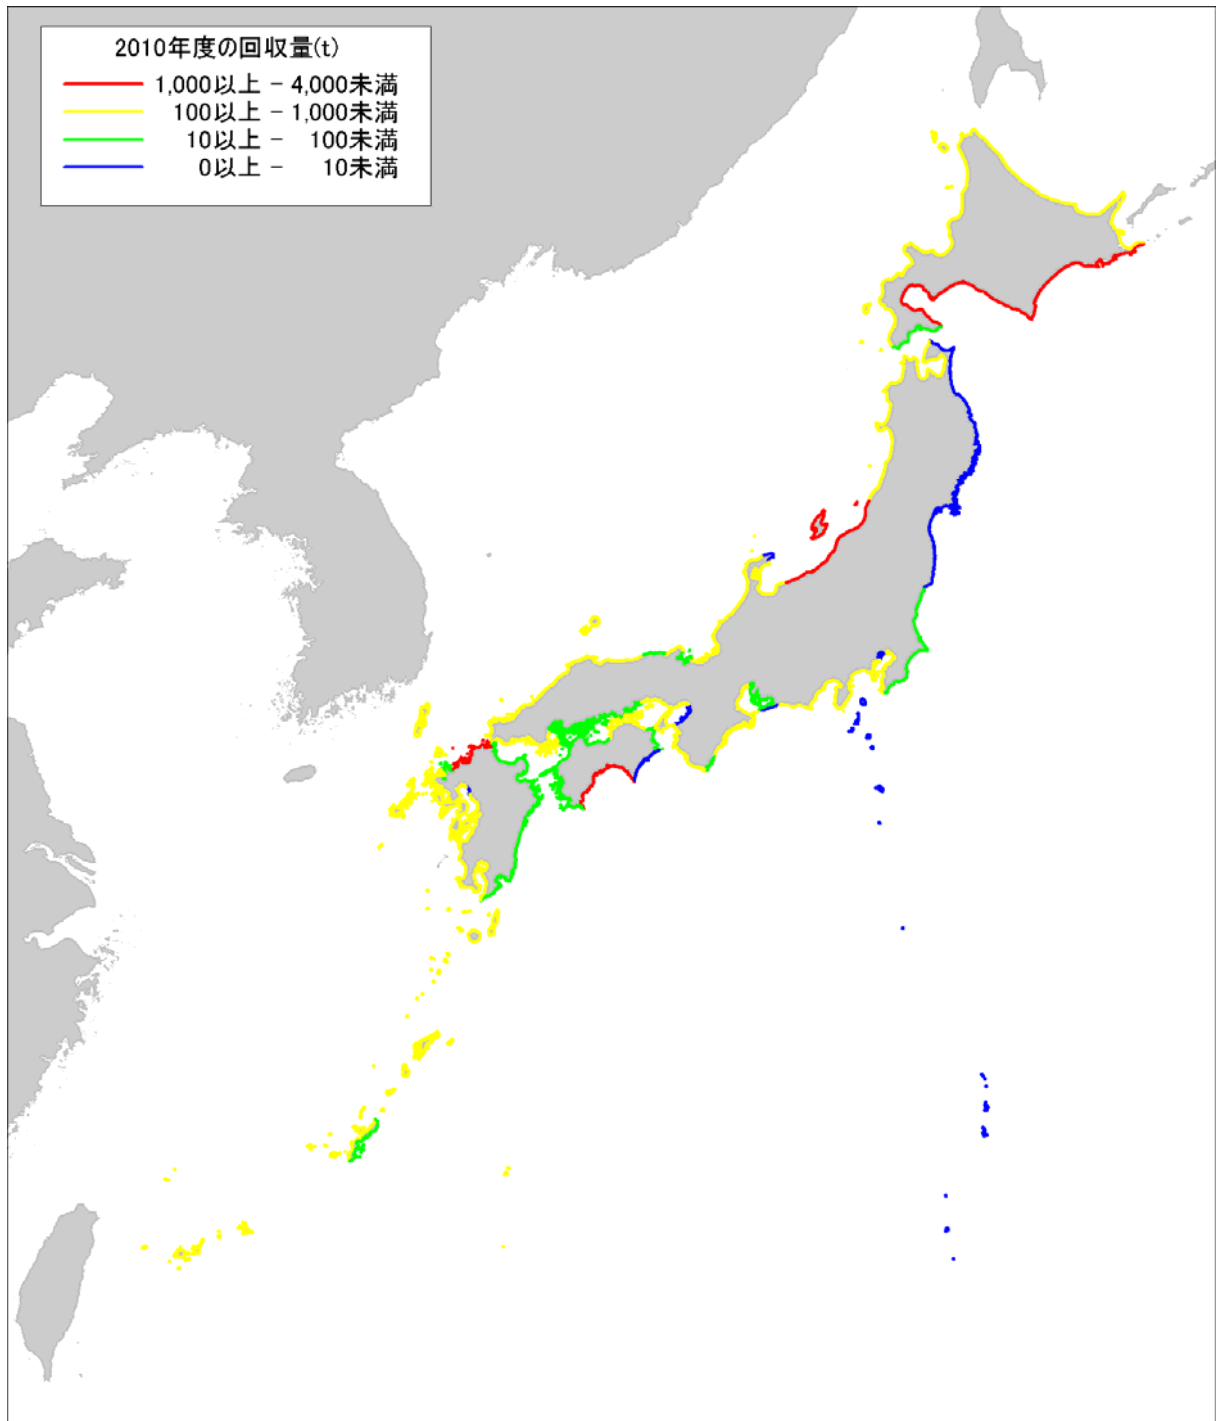 2010年度の回収量(t)
1,000以上 - 4,000未満
100以上 - 1,000未満
10以上 - 100未満
0以上 - 10未満